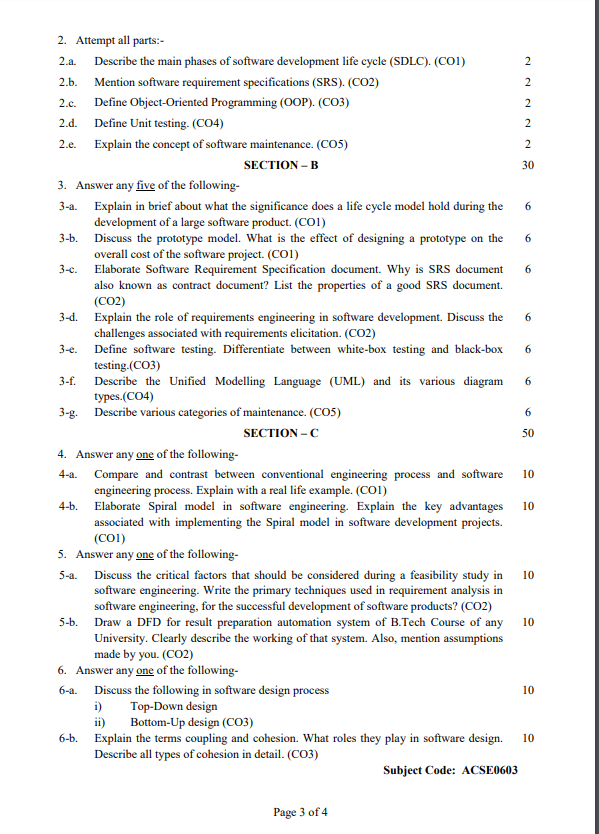 2. Attempt all parts:-
2.a. Describe the main phases of software development life cycle (SDLC). (CO1) 2
2.b. Mention software requirement specifications (SRS). (CO2) 2
2.c. Define Object-Oriented Programming (OOP). (CO3) 2
2.d. Define Unit testing. (CO4) 2
2.e. Explain the concept of software maintenance. (CO5) 2
SECTION – B 30
3. Answer any five of the following-
3-a. Explain in brief about what the significance does a life cycle model hold during the 6
development of a large software product. (CO1)
3-b. Discuss the prototype model. What is the effect of designing a prototype on the 6
overall cost of the software project. (CO1)
3-c. Elaborate Software Requirement Specification document. Why is SRS document 6
also known as contract document? List the properties of a good SRS document.
(CO2)
3-d. Explain the role of requirements engineering in software development. Discuss the 6
challenges associated with requirements elicitation. (CO2)
3-e. Define software testing. Differentiate between white-box testing and black-box 6
testing.(CO3)
3-f. Describe the Unified Modelling Language (UML) and its various diagram 6
types.(CO4)
3-g. Describe various categories of maintenance. (CO5) 6
SECTION – C 50
4. Answer any one of the following-
4-a. Compare and contrast between conventional engineering process and software 10
engineering process. Explain with a real life example. (CO1)
4-b. Elaborate Spiral model in software engineering. Explain the key advantages 10
associated with implementing the Spiral model in software development projects.
(CO1)
5. Answer any one of the following-
5-a. Discuss the critical factors that should be considered during a feasibility study in 10
software engineering. Write the primary techniques used in requirement analysis in
software engineering, for the successful development of software products? (CO2)
5-b. Draw a DFD for result preparation automation system of B.Tech Course of any 10
University. Clearly describe the working of that system. Also, mention assumptions
made by you. (CO2)
6. Answer any one of the following-
6-a. Discuss the following in software design process 10
i) Top-Down design
ii) Bottom-Up design (CO3)
6-b. Explain the terms coupling and cohesion. What roles they play in software design. 10
Describe all types of cohesion in detail. (CO3)
Subject Code: ACSE0603
Page 3 of 4